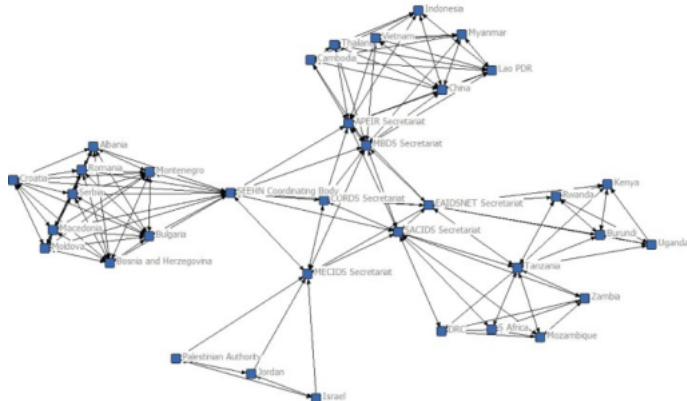 Indonesia
Vietnam
Myanmar
Thailand
Cambodia
Lao PDR
China
APEIR Secretariat
MBDS Secretariat
Albania
Romania
Montenegro
Croatia
Serbia
SEEHN Coordinating Body
CORDS Secretariat
EAIDSNET Secretariat
Rwanda
Kenya
Macedonia
Bulgaria
SACIDS Secretariat
Burundi
Uganda
Moldova
Bosnia and Herzegovina
MECIDS Secretariat
Tanzania
Zambia
DRC
S Africa
Mozambique
Palestinian Authority
Jordan
Israel